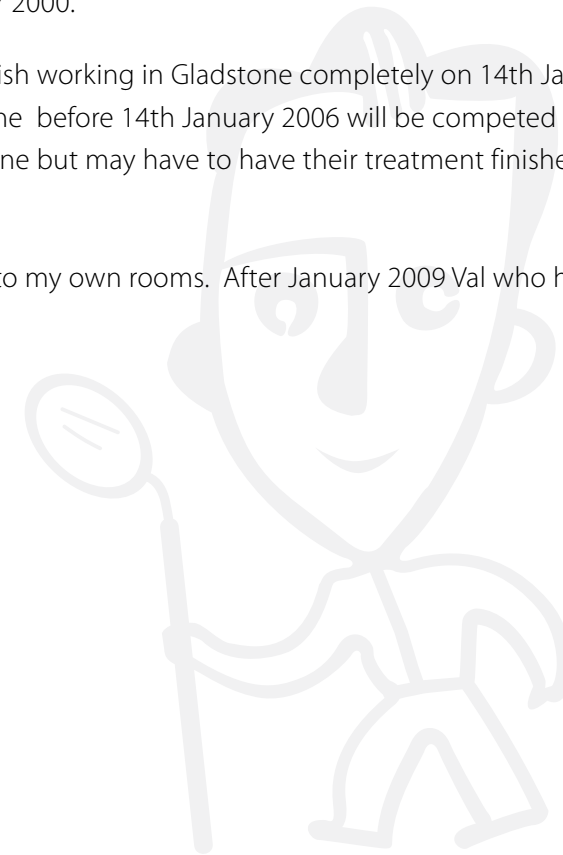 2000.
ish working in Gladstone completely on 14th Ja
ne before 14th January 2006 will be competed
ne but may have to have their treatment finishe
to my own rooms. After January 2009 Val who h